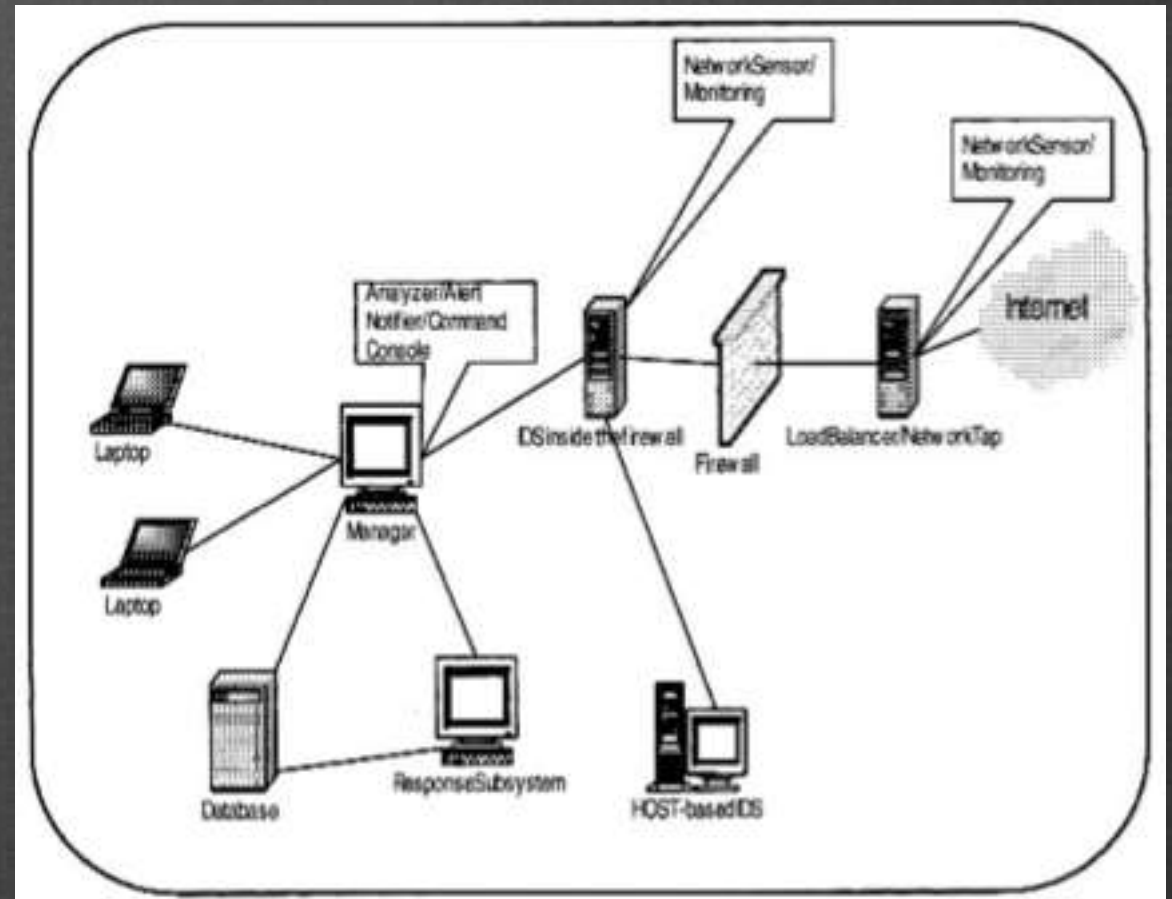 NetworkSensor/
Monitoring
NetworkSensor/
Monitoring
Internet
Analyzer/Alert
Notifier/Command
Console
IDSinsidethefirewall
LoadBalancer/NetworkTap
Firewall
Laptop
Manager
Laptop
Database
ResponseSubsystem
HOST-basedIDS